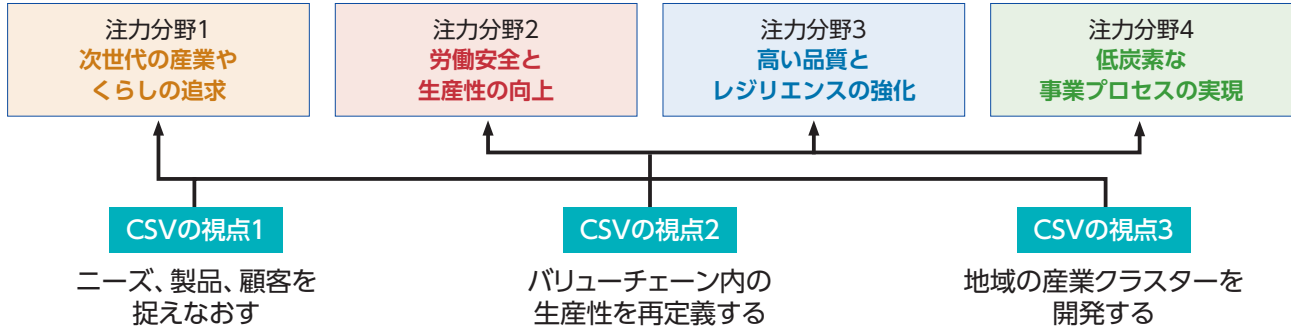 注力分野1
次世代の産業や
くらしの追求
注力分野2
労働安全と
生産性の向上
注力分野3
高い品質と
レジリエンスの強化
注力分野4
低炭素な
事業プロセスの実現
CSVの視点1
ニーズ、製品、顧客を
捉えなおす
CSVの視点2
バリューチェーン内の
生産性を再定義する
CSVの視点3
地域の産業クラスターを
開発する